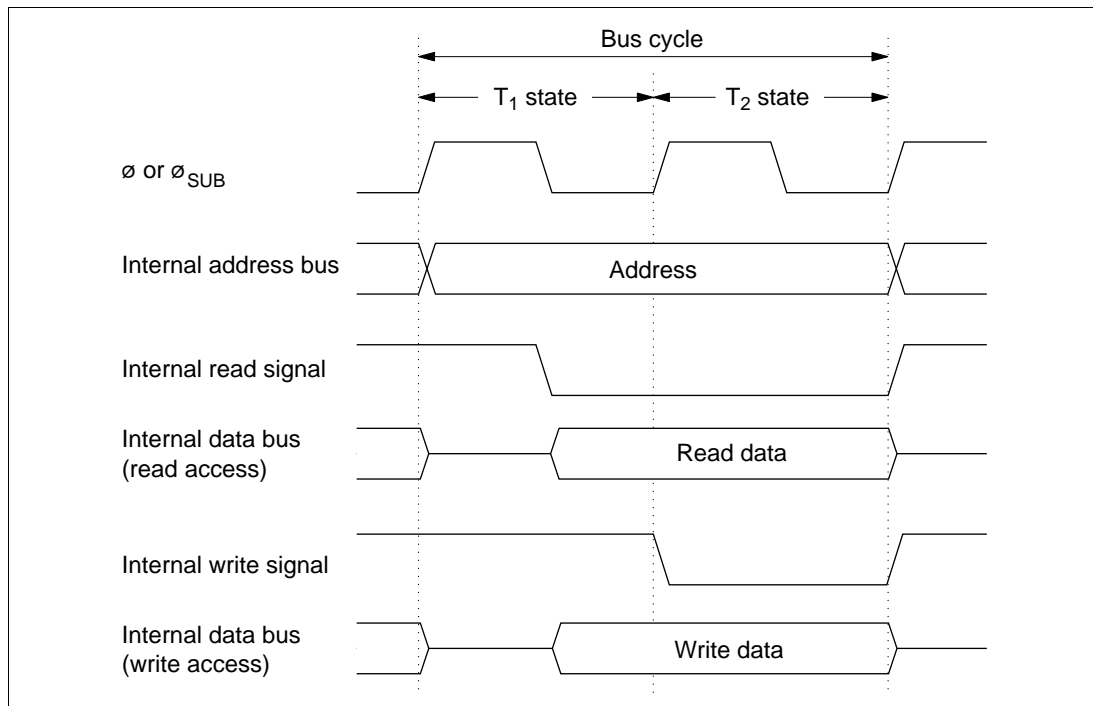 Bus cycle
T₁ state
T₂ state
ø or ø_SUB
Internal address bus
Address
Internal read signal
Internal data bus
(read access)
Read data
Internal write signal
Internal data bus
(write access)
Write data